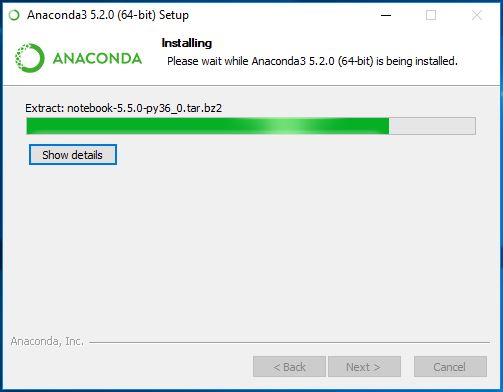 Anaconda3 5.2.0 (64-bit) Setup
ANACONDA
Installing
Please wait while Anaconda3 5.2.0 (64-bit) is being installed.
Extract: notebook-5.5.0-py36_0.tar.bz2
Show details
Anaconda, Inc.
< Back
Next >
Cancel